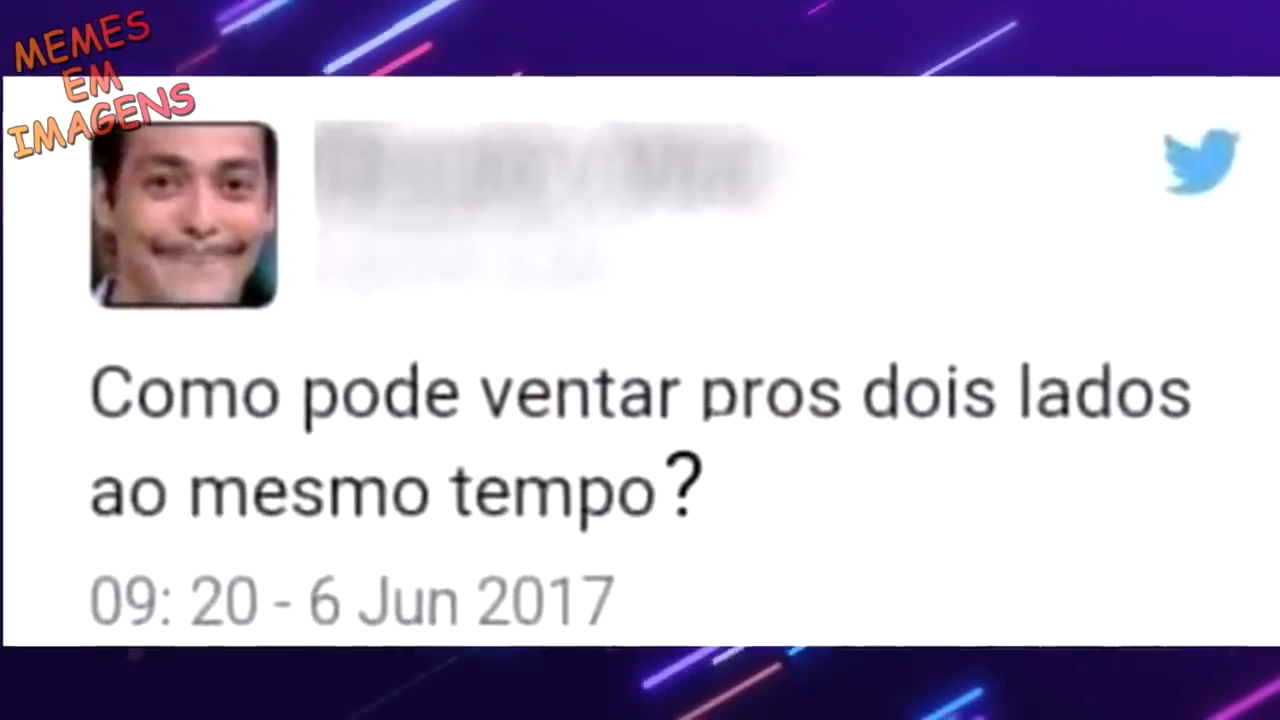 MEMES
EM
IMAGENS
Como pode ventar pros dois lados
ao mesmo tempo?
09: 20 - 6 Jun 2017